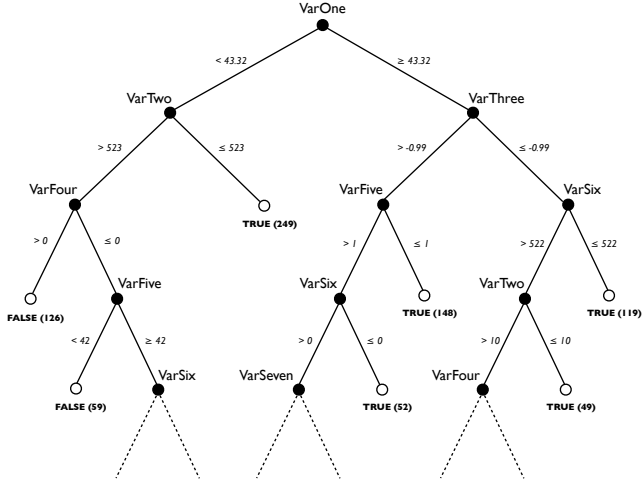 VarOne
< 43.32
≥ 43.32
VarTwo
VarThree
> 523
≤ 523
> -0.99
≤ -0.99
VarFour
TRUE (249)
VarFive
VarSix
> 0
≤ 0
> 1
≤ 1
> 522
≤ 522
FALSE (126)
VarFive
VarSix
TRUE (148)
VarTwo
TRUE (119)
< 42
≥ 42
> 0
≤ 0
> 10
≤ 10
FALSE (59)
VarSix
VarSeven
TRUE (52)
VarFour
TRUE (49)